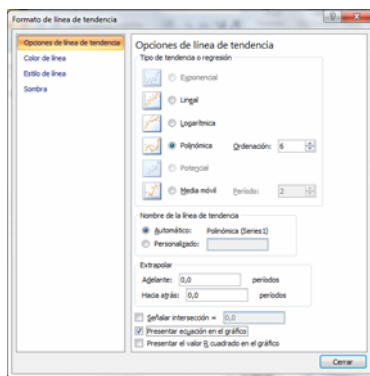 Formato de línea de tendencia
Opciones de línea de tendencia
Color de línea
Estilo de línea
Sombra
Opciones de línea de tendencia
Tipo de tendencia o regresión
Exponencial
Lineal
Logarítmica
Polinómica Ordenación: 6
Potencial
Media móvil Período: 2
Nombre de la línea de tendencia
Automático: Polinómica (Series1)
Personalizado:
Extrapolar
Adelante: 0,0 períodos
Hacia atrás: 0,0 períodos
Señalar intersección = 0,0
Presentar ecuación en el gráfico
Presentar el valor R cuadrado en el gráfico
Cerrar